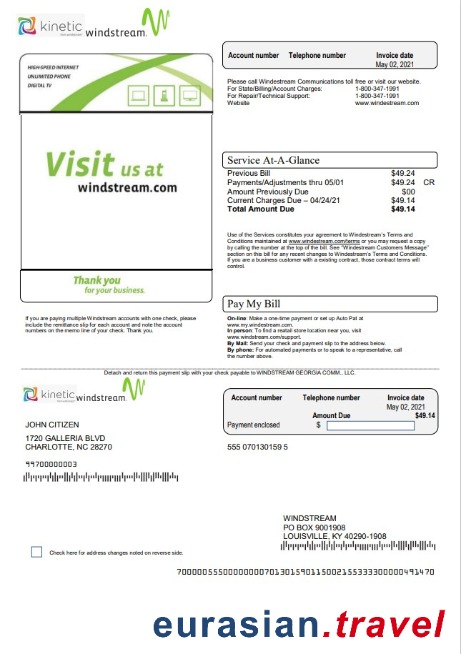 kinetic windstream.
HIGH-SPEED INTERNET
UNLIMITED PHONE
DIGITAL TV
Visit us at
windstream.com
Thank you
for your business.
If you are paying multiple Windstream accounts with one check, please
include the remittance slip for each account and note the account
numbers on the memo line of your check. Thank you.
Account number Telephone number Invoice date
May 02, 2021
Please call Windestream Communications toll free or visit our website.
For State/Billing/Account Charges: 1-800-347-1991
For Repair/Technical Support: 1-800-347-1991
Website www.windestream.com
Service At-A-Glance
Previous Bill $49.24
Payments/Adjustments thru 05/01 $49.24 CR
Amount Previously Due $00
Current Charges Due – 04/24/21 $49.14
Total Amount Due $49.14
Use of the Services constitutes your agreement to Windestream's Terms and
Conditions maintained at www.windestream.com/terms or you may request a copy
by calling the number at the top of the bill. See "Windestream Customers Message"
section on this bill for any recent changes to Windestream's Terms and Conditions.
If you are a business customer with a existing contract, those contract terms will
control.
Pay My Bill
On-line: Make a one-time payment or set up Auto Pat at
www.my.windestream.com.
In person: To find a reatail store location near you, visit
www.windestream.com/support.
By Mail: Send your check and payment slip to the address below.
By phone: For automated payments or to speak to a representative, call
the number above.
Detach and return this payment slip with your check payable to WINDSTREAM GEORGIA COMM., LLC.
kinetic windstream.
Account number Telephone number Invoice date
May 02, 2021
Amount Due $49.14
Payment enclosed $
JOHN CITIZEN
1720 GALLERIA BLVD
CHARLOTTE, NC 28270
555 070130159 5
99700000003
WINDSTREAM
PO BOX 9001908
LOUISVILLE, KY 40290-1908
Check here for address changes noted on reverse side.
eurasian.travel